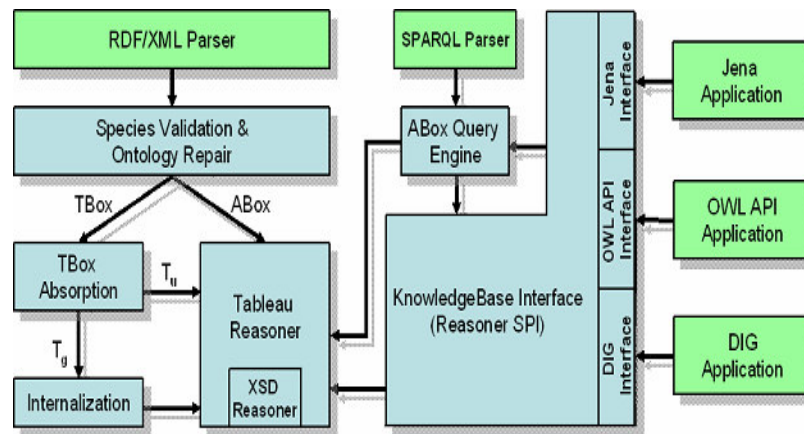 RDF/XML Parser
SPARQL Parser
Jena
Interface
Jena
Application
Species Validation &
Ontology Repair
ABox Query
Engine
TBox
ABox
OWL API
Interface
OWL API
Application
TBox
Absorption
Tu
Tableau
Reasoner
KnowledgeBase Interface
(Reasoner SPI)
Tg
DIG
Interface
DIG
Application
Internalization
XSD
Reasoner